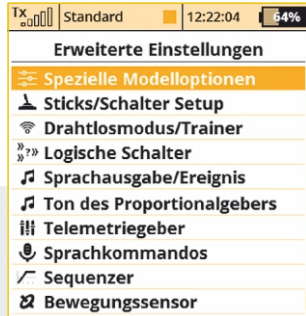 Tx Standard 12:22:04 64%
Erweiterte Einstellungen
Spezielle Modelloptionen
Sticks/Schalter Setup
Drahtlosmodus/Trainer
Logische Schalter
Sprachausgabe/Ereignis
Ton des Proportionalgebers
Telemetriegeber
Sprachkommandos
Sequenzer
Bewegungssensor